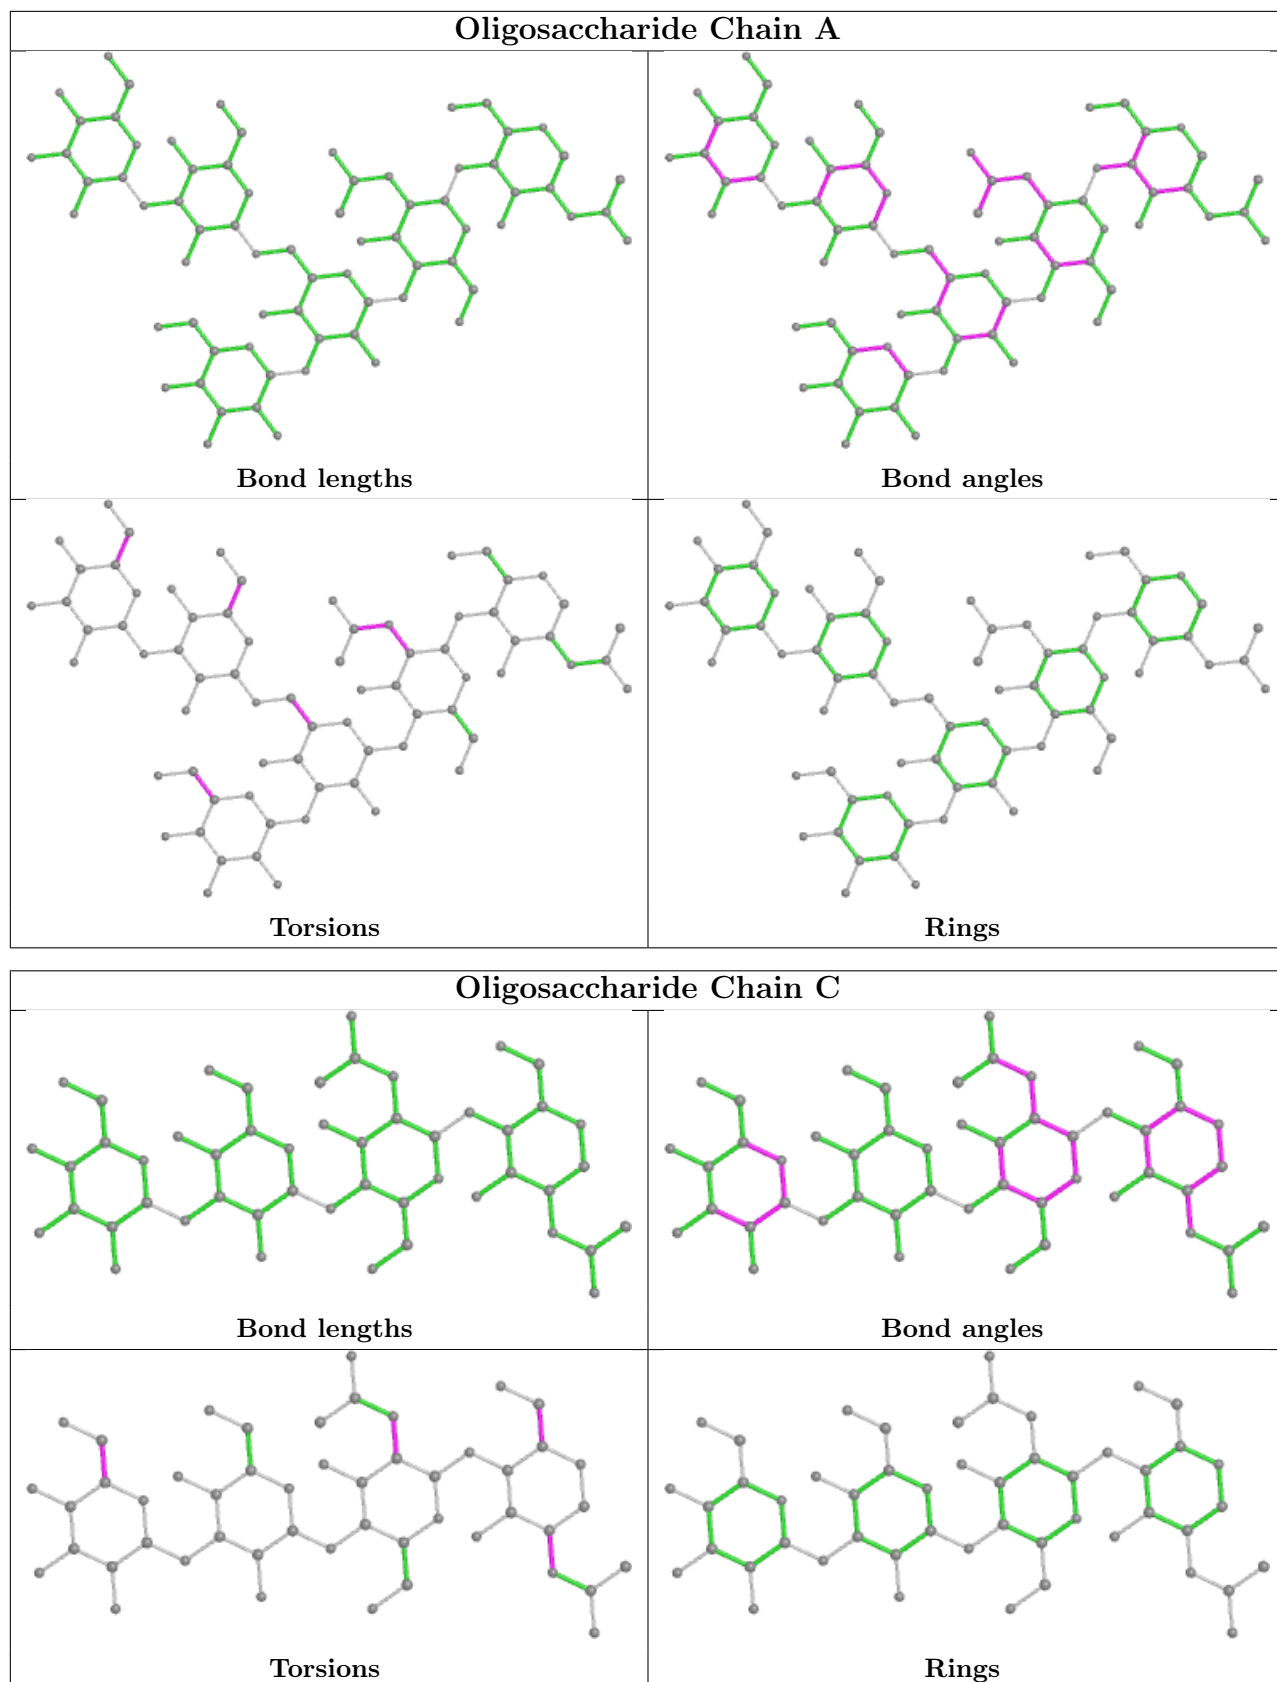 Oligosaccharide Chain A
Bond lengths
Bond angles
Torsions
Rings
Oligosaccharide Chain C
Bond lengths
Bond angles
Torsions
Rings